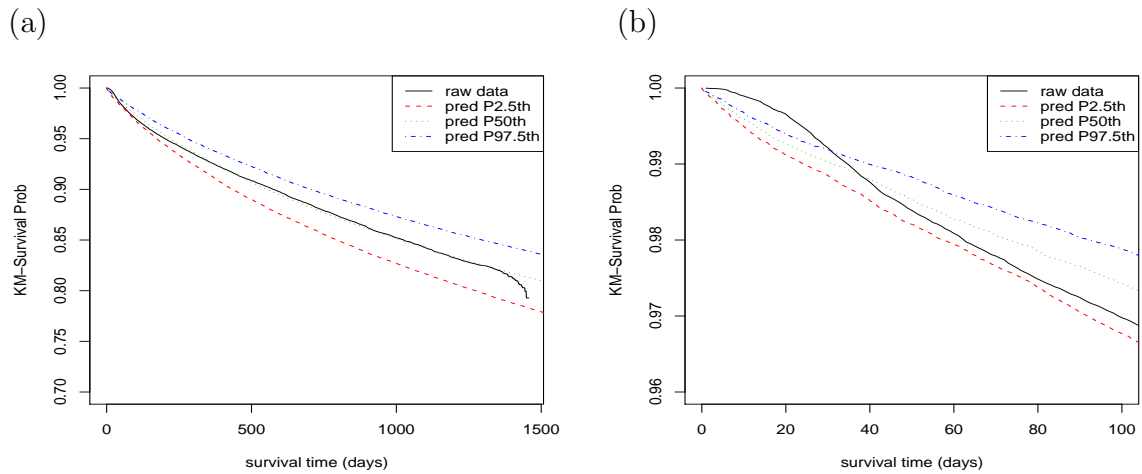 (a)
KM−Survival Prob
1.00
0.95
0.90
0.85
0.80
0.75
0.70
raw data
pred P2.5th
pred P50th
pred P97.5th
0 500 1000 1500
survival time (days)
(b)
KM−Survival Prob
1.00
0.99
0.98
0.97
0.96
raw data
pred P2.5th
pred P50th
pred P97.5th
0 20 40 60 80 100
survival time (days)